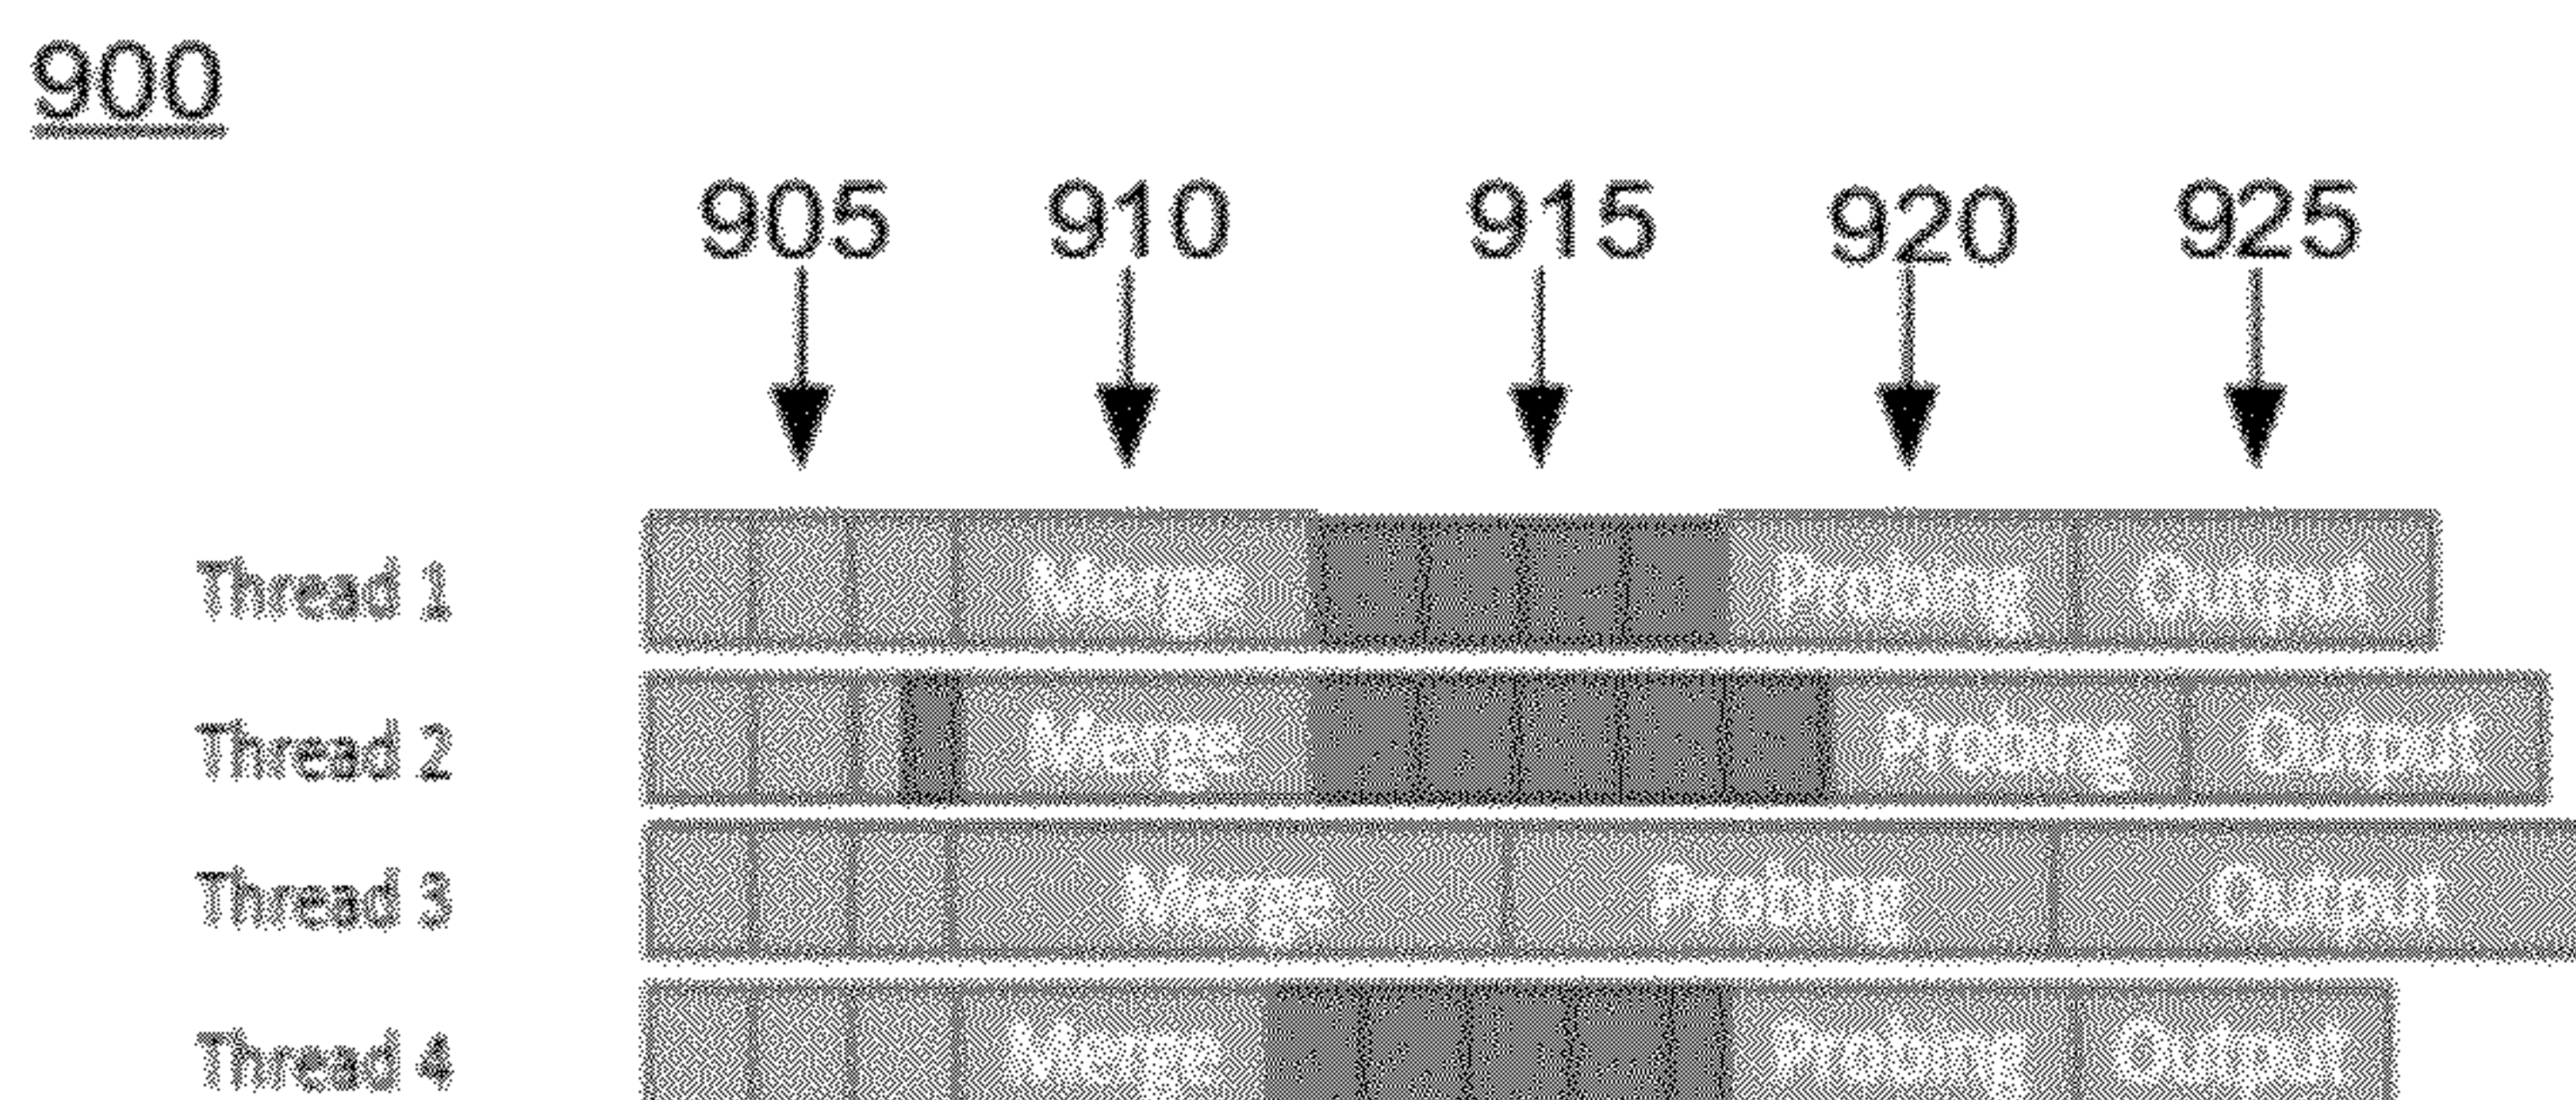 900
905 910 915 920 925
Thread 1 Merge Probing Output
Thread 2 Merge Probing Output
Thread 3 Merge Probing Output
Thread 4 Merge Probing Output